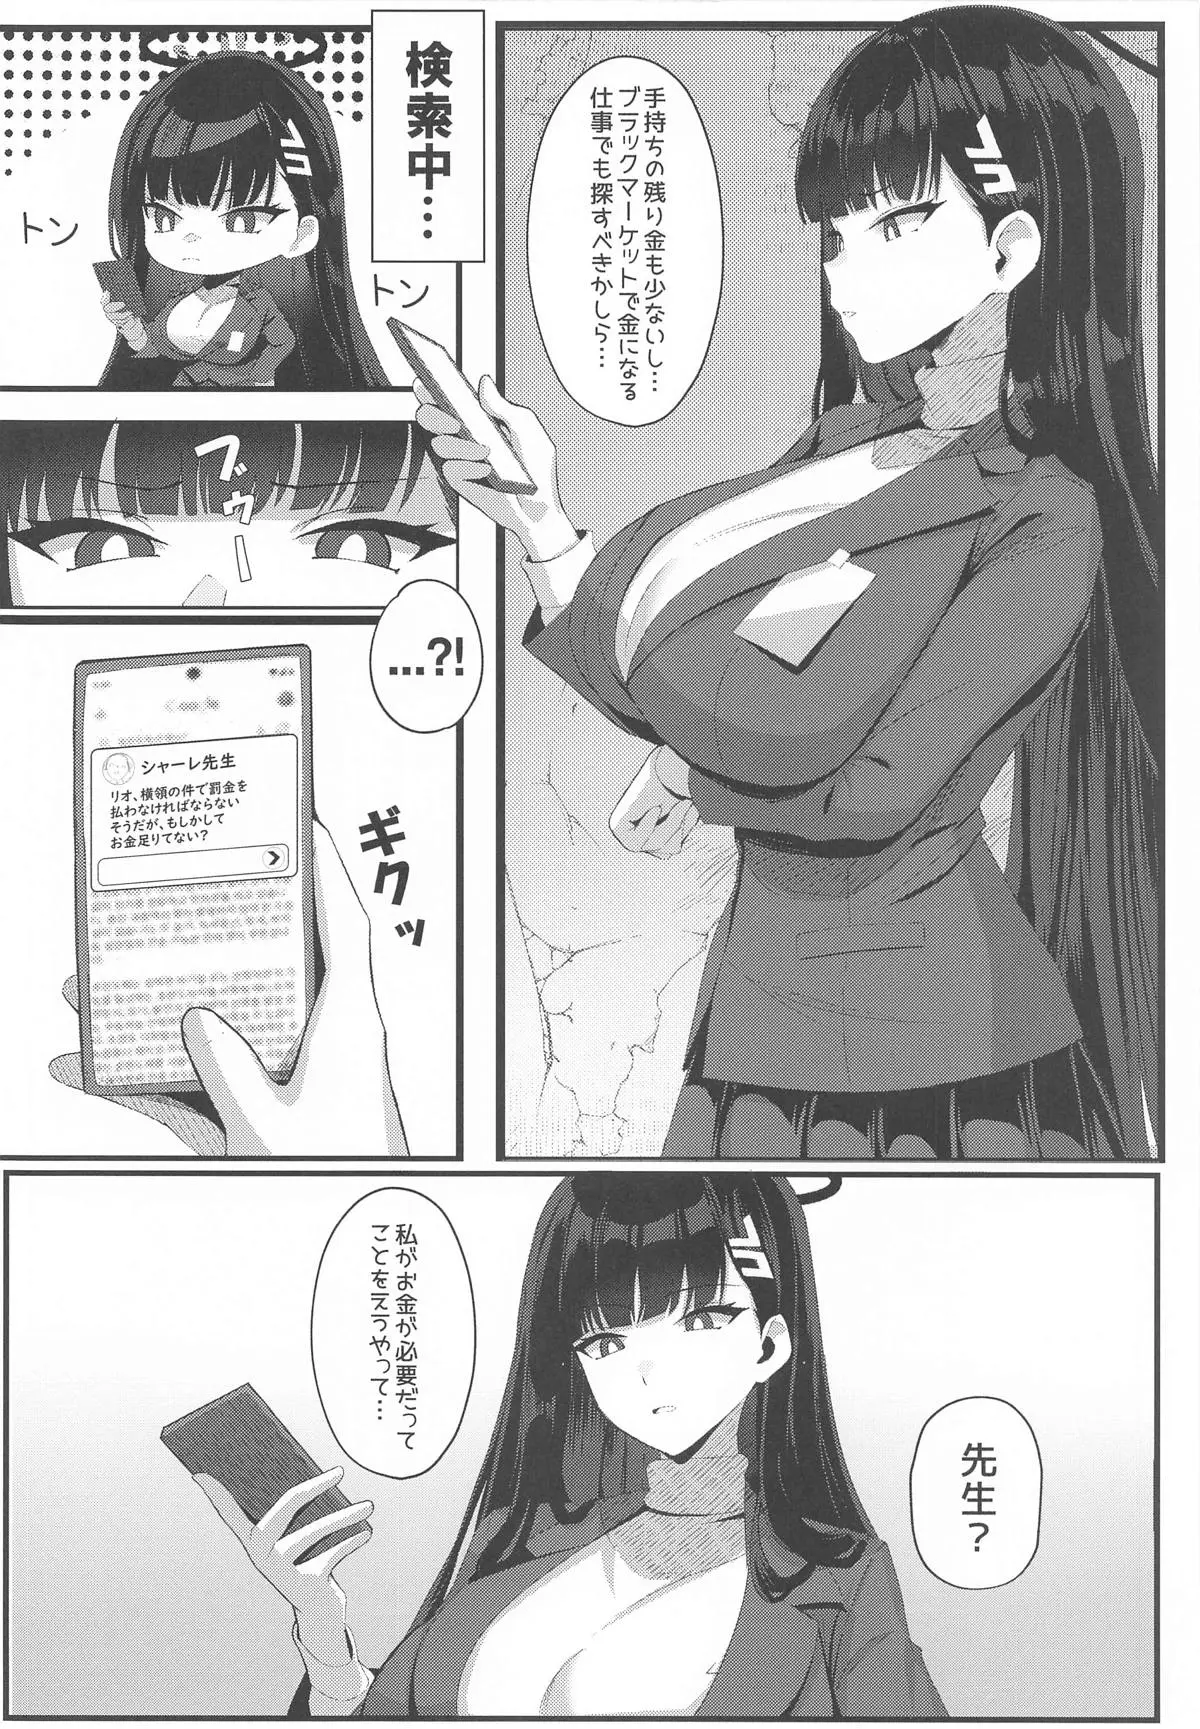 手持ちの残り金も少ないし…
ブラックマーケットで金になる
仕事でも探すべきかしら…
検索中…
トン
トン
ブゥー
…?!
シャーレ先生
リオ、横領の件で罰金を
払わなければならない
そうだが、もしかして
お金足りてない?
ギクッ
先生?
私がお金が必要だって
ことをどうやって…